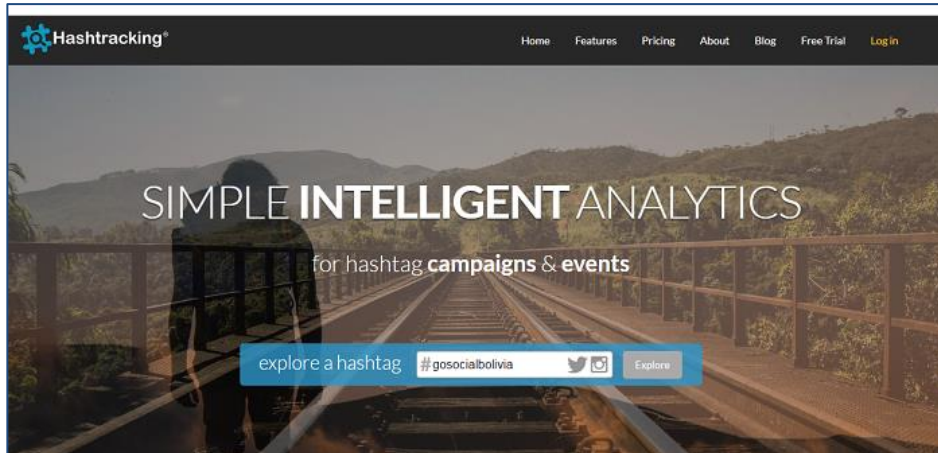 Hashtracking®
Home Features Pricing About Blog Free Trial Log in
SIMPLE INTELLIGENT ANALYTICS
for hashtag campaigns & events
explore a hashtag #gosocialbolivia Explore